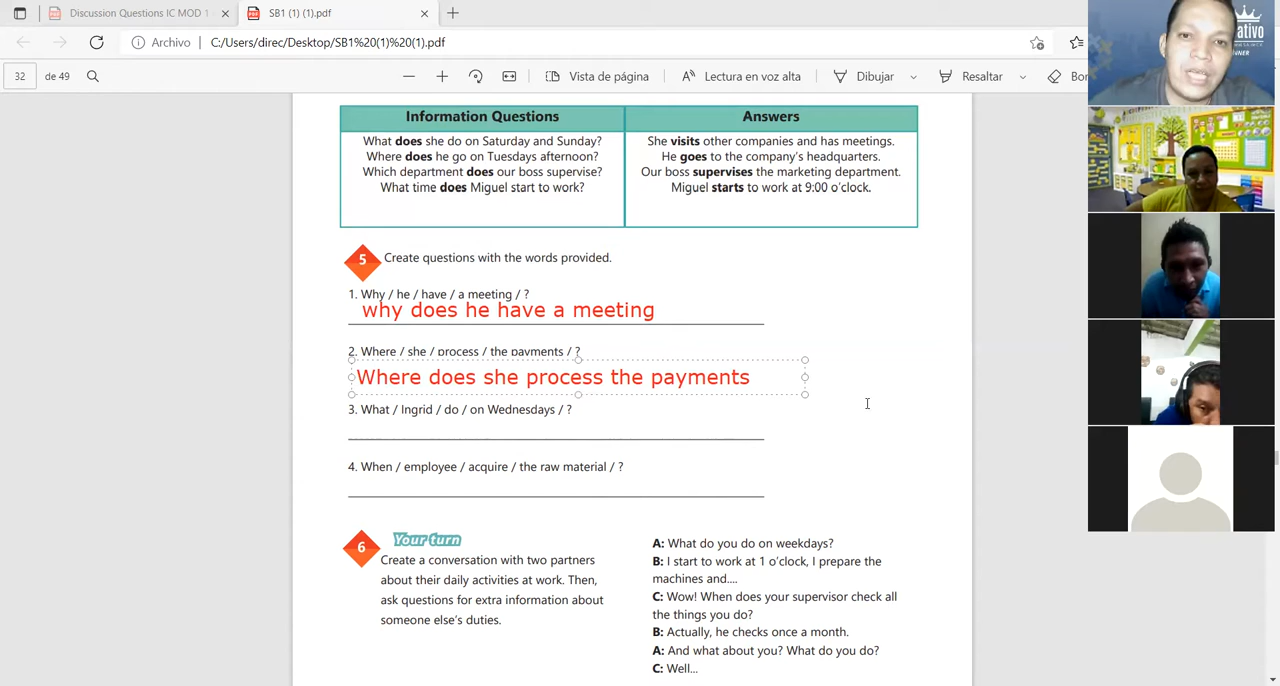 Discussion Questions IC MOD 1
SB1 (1) (1).pdf
Archivo
C:/Users/direc/Desktop/SB1%20(1)%20(1).pdf
32
de 49
Vista de página
Lectura en voz alta
Dibujar
Resaltar
Bor
ativo
NNER
Information Questions
Answers
What does she do on Saturday and Sunday?
She visits other companies and has meetings.
Where does he go on Tuesdays afternoon?
He goes to the company's headquarters.
Which department does our boss supervise?
Our boss supervises the marketing department.
What time does Miguel start to work?
Miguel starts to work at 9:00 o'clock.
5
Create questions with the words provided.
1. Why / he / have / a meeting / ?
why does he have a meeting
2. Where / she / process / the payments / ?
Where does she process the payments
3. What / Ingrid / do / on Wednesdays / ?
4. When / employee / acquire / the raw material / ?
6
Your turn
Create a conversation with two partners
about their daily activities at work. Then,
ask questions for extra information about
someone else's duties.
A: What do you do on weekdays?
B: I start to work at 1 o'clock, I prepare the
machines and....
C: Wow! When does your supervisor check all
the things you do?
B: Actually, he checks once a month.
A: And what about you? What do you do?
C: Well...